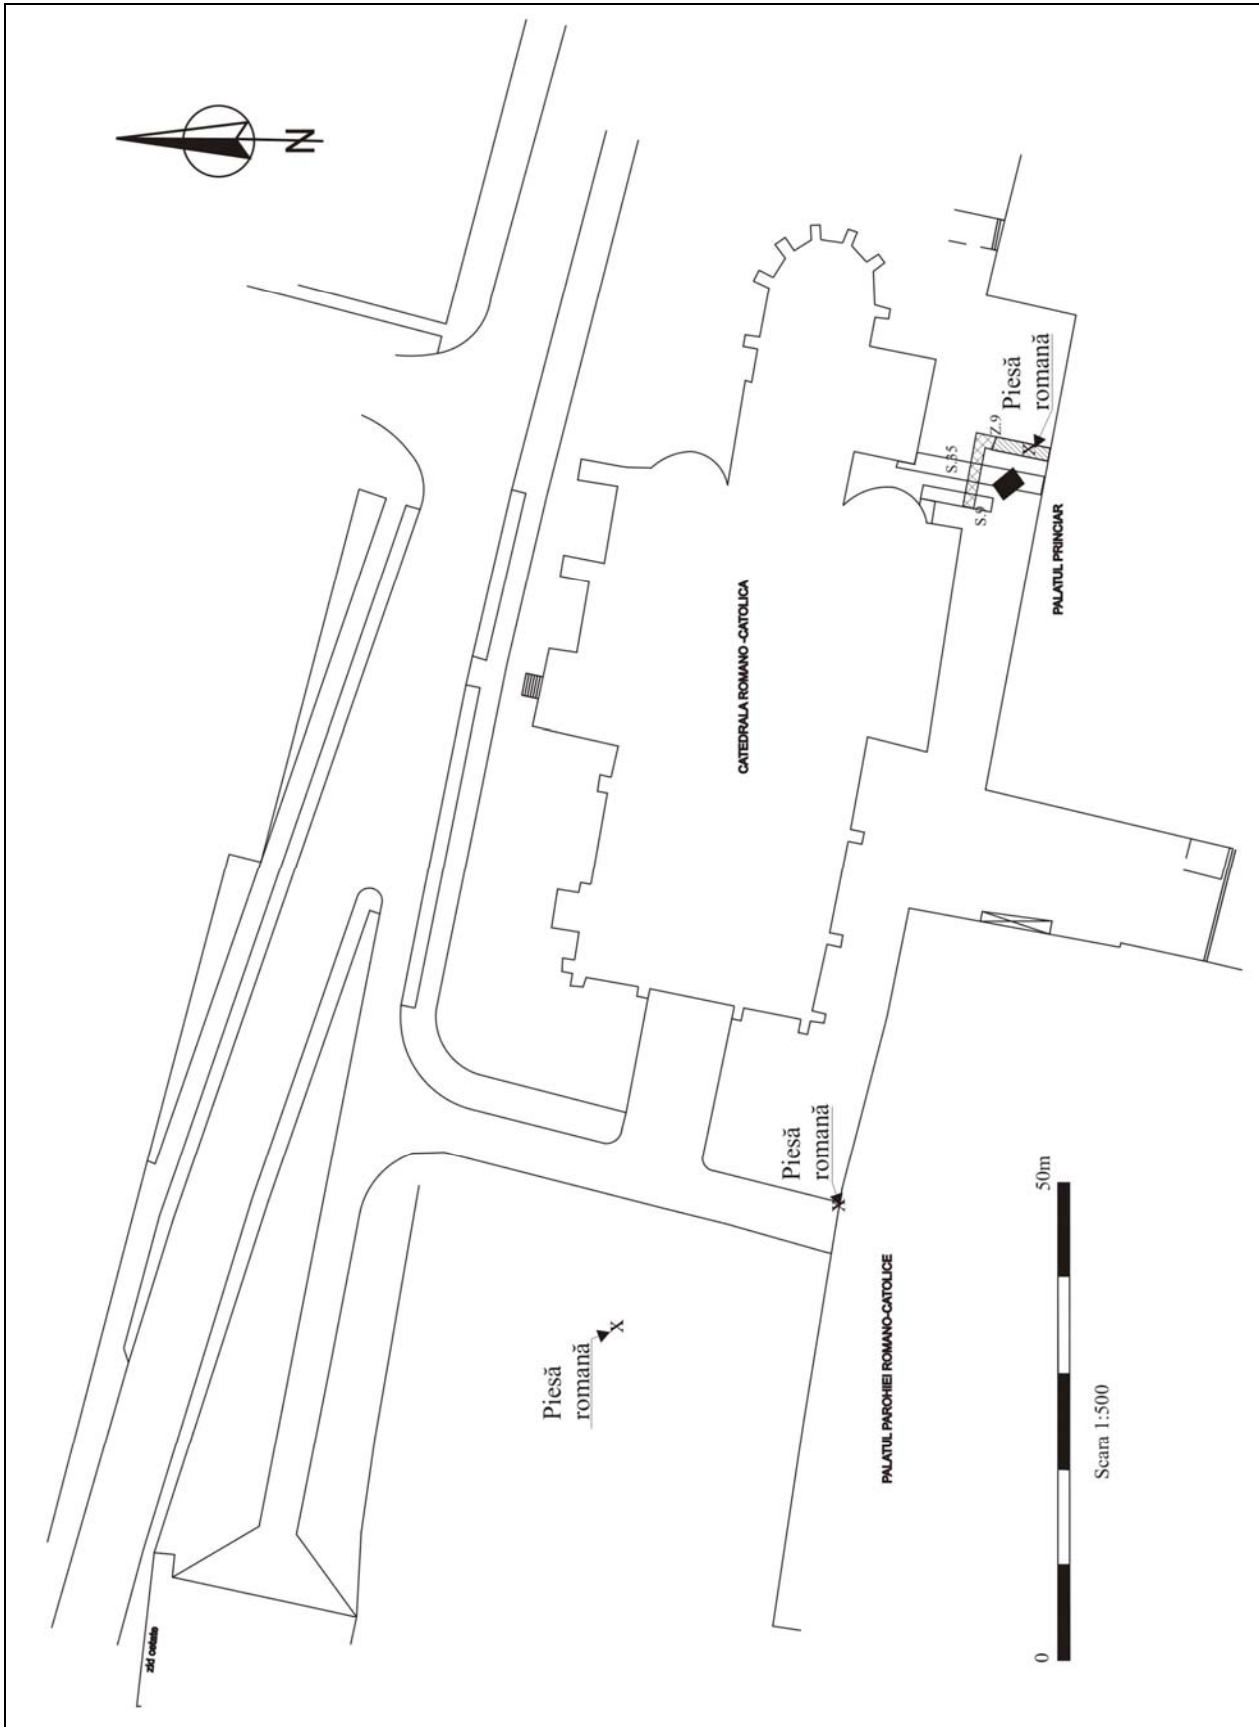 N
Piesă
romană
Z.9
S.35
S.9
PALATUL PRINCIAR
CATEDRALA ROMANO -CATOLICA
Piesă
romană
X
Piesă
romană
X
PALATUL PAROHIEI ROMANO-CATOLICE
zid cetate
0
50m
Scara 1:500